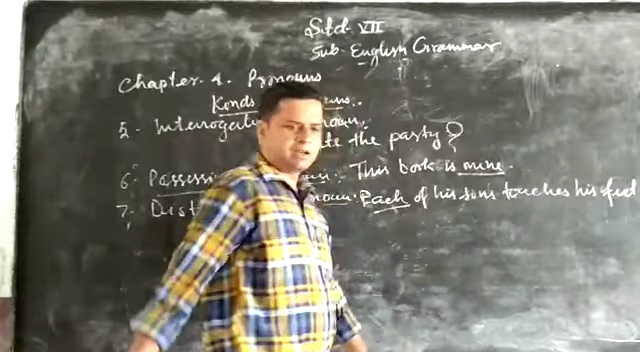 Std. VII
Sub- English Grammar
Chapter- 4. Pronouns
Kinds
5- Interrogati
the party?
6- Possessi This book is mine.
7- Dist noun. Each of his sons touches his feet